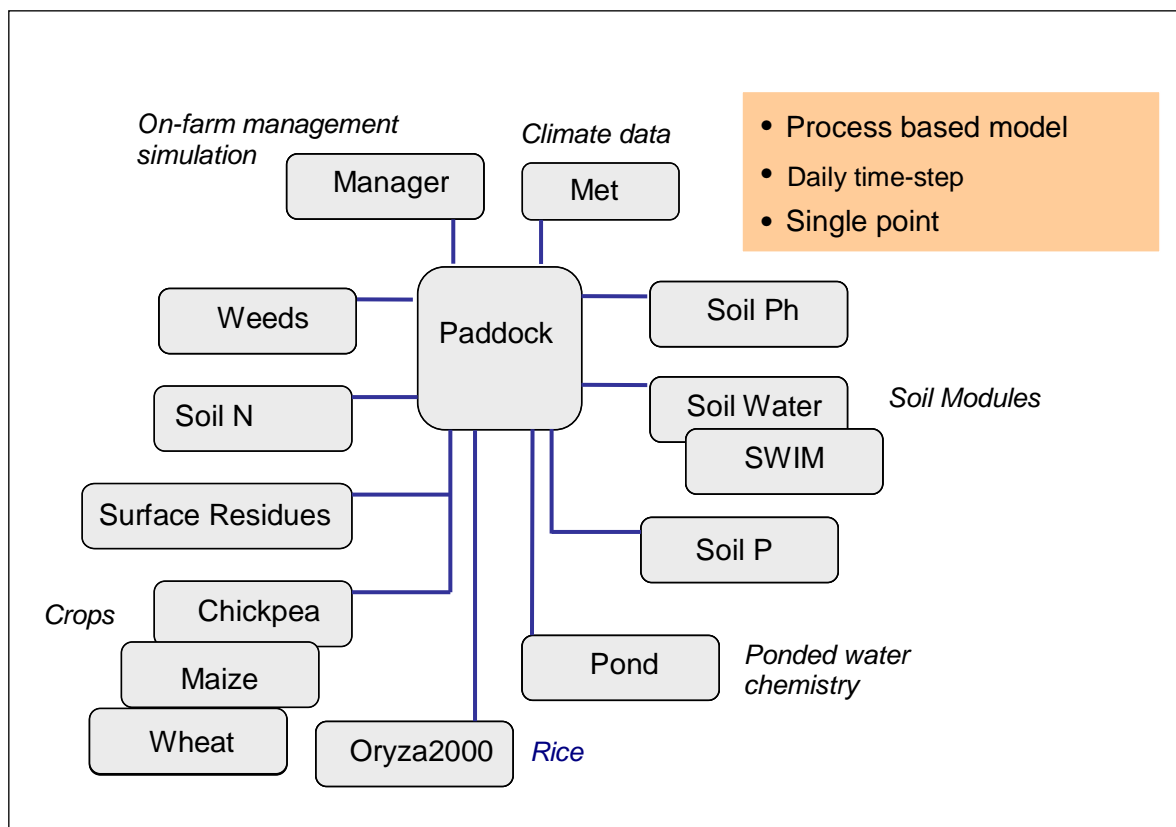 On-farm management
simulation
Climate data
• Process based model
• Daily time-step
• Single point
Manager
Met
Weeds
Paddock
Soil Ph
Soil N
Soil Water
Soil Modules
SWIM
Surface Residues
Soil P
Crops
Chickpea
Maize
Pond
Ponded water
chemistry
Wheat
Oryza2000
Rice